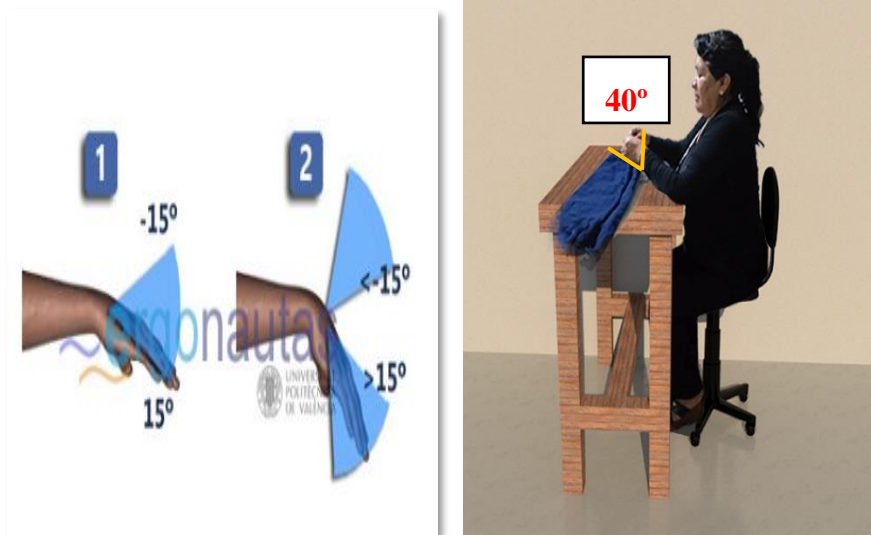 1
2
-15º
<-15º
ergonautas
UNIVERSITAT
POLITÈCNICA
DE VALÈNCIA
>15º
15º
40º